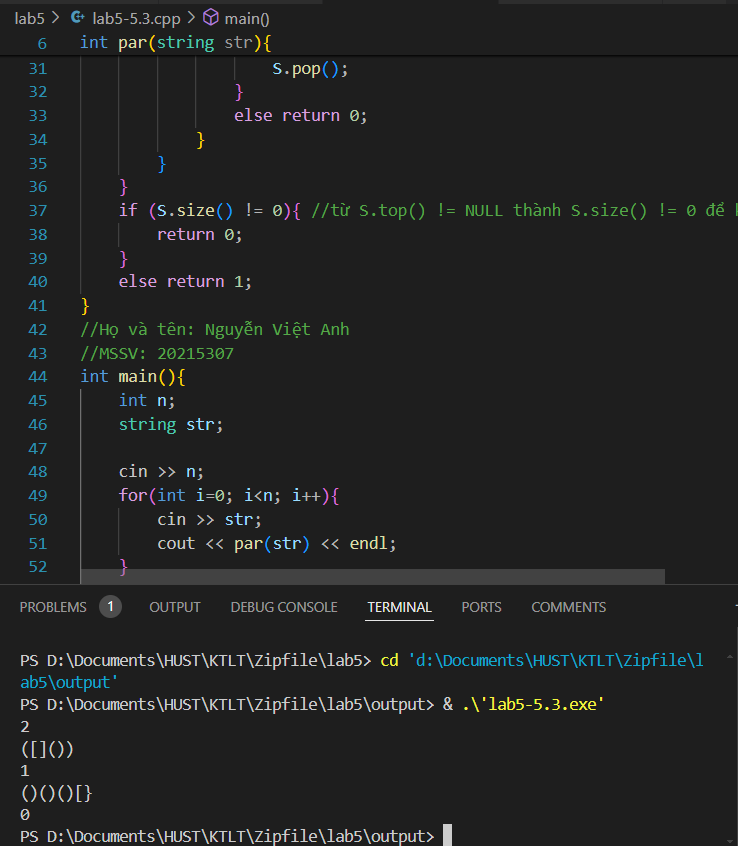 lab5 > lab5-5.3.cpp > main()
6 int par(string str){
31 S.pop();
32 }
33 else return 0;
34 }
35 }
36 }
37 if (S.size() != 0){ //từ S.top() != NULL thành S.size() != 0 để
38 return 0;
39 }
40 else return 1;
41 }
42 //Họ và tên: Nguyễn Việt Anh
43 //MSSV: 20215307
44 int main(){
45 int n;
46 string str;
47
48 cin >> n;
49 for(int i=0; i<n; i++){
50 cin >> str;
51 cout << par(str) << endl;
52 }
PROBLEMS 1 OUTPUT DEBUG CONSOLE TERMINAL PORTS COMMENTS
PS D:\Documents\HUST\KTLT\Zipfile\lab5> cd 'd:\Documents\HUST\KTLT\Zipfile\l
ab5\output'
PS D:\Documents\HUST\KTLT\Zipfile\lab5\output> & .\'lab5-5.3.exe'
2
([]())
1
()()()[}
0
PS D:\Documents\HUST\KTLT\Zipfile\lab5\output>